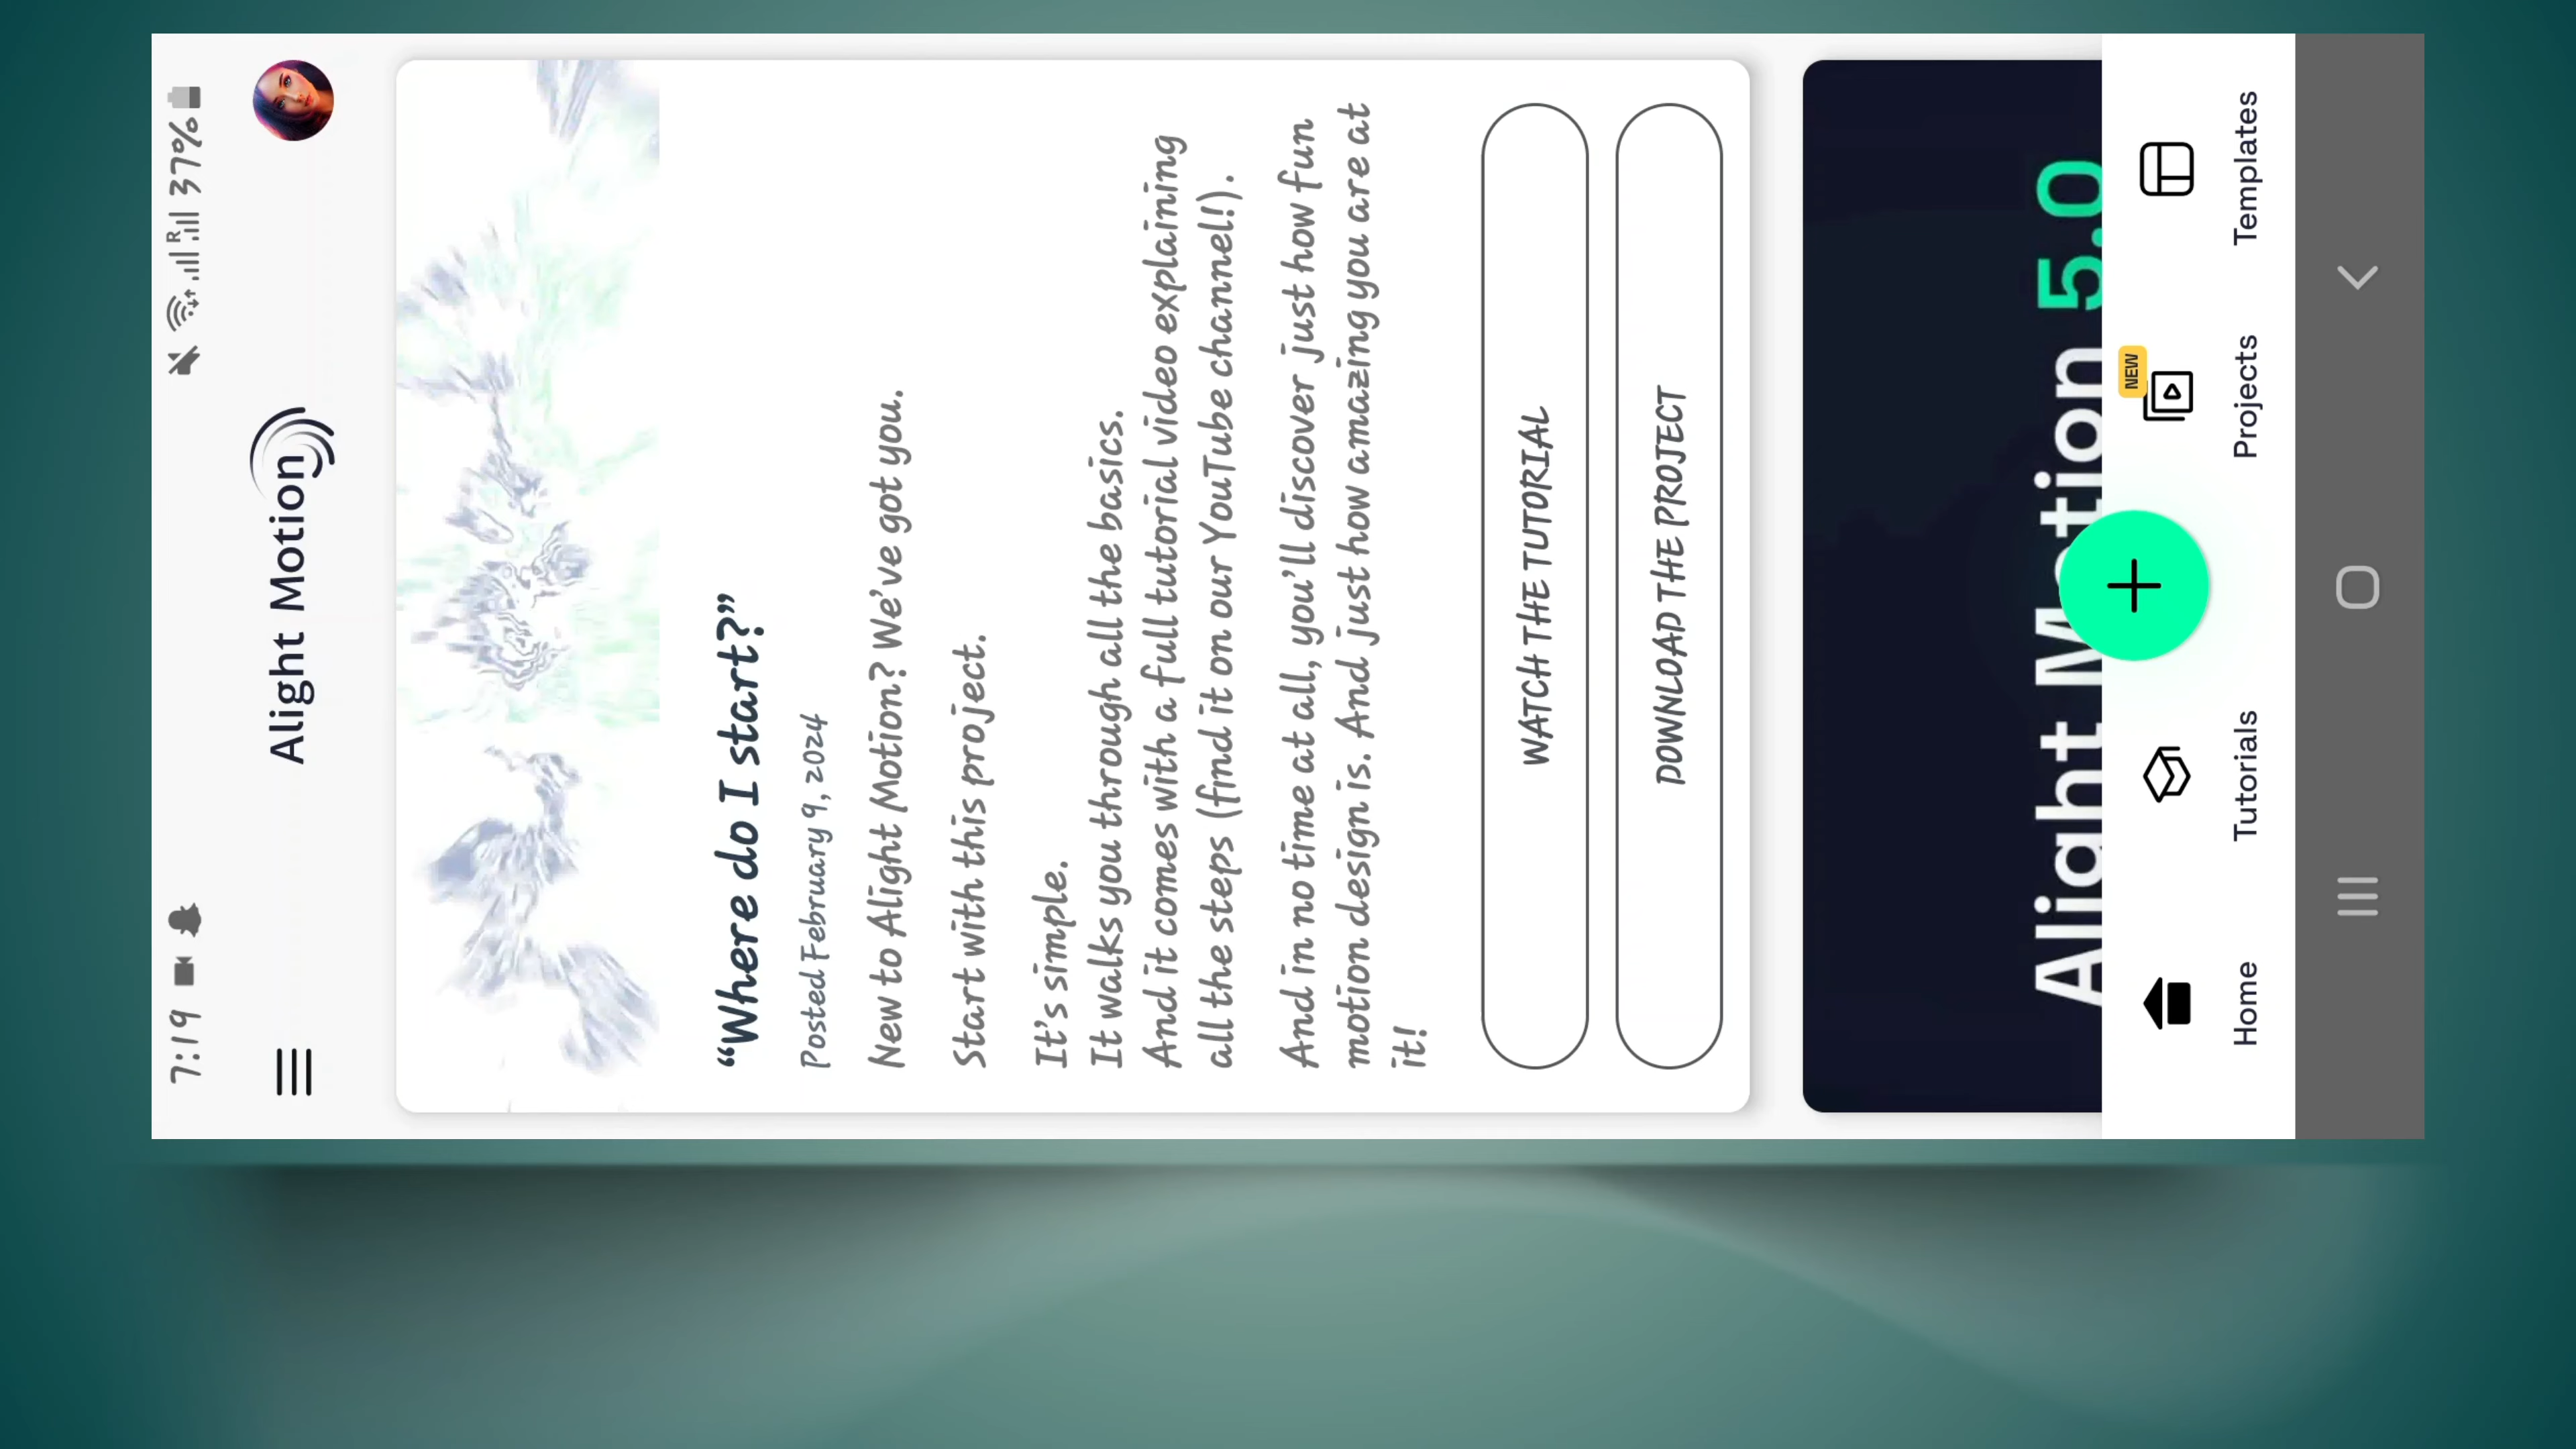 7:19
R
37%
Alight Motion
“Where do I start?”
Posted February 9, 2024
New to Alight Motion? We’ve got you.
Start with this project.
It’s simple.
It walks you through all the basics.
And it comes with a full tutorial video explaining
all the steps (find it on our YouTube channel!).
And in no time at all, you’ll discover just how fun
motion design is. And just how amazing you are at
it!
WATCH THE TUTORIAL
DOWNLOAD THE PROJECT
Alight Motion 5.0
NEW
Home
Tutorials
Projects
Templates